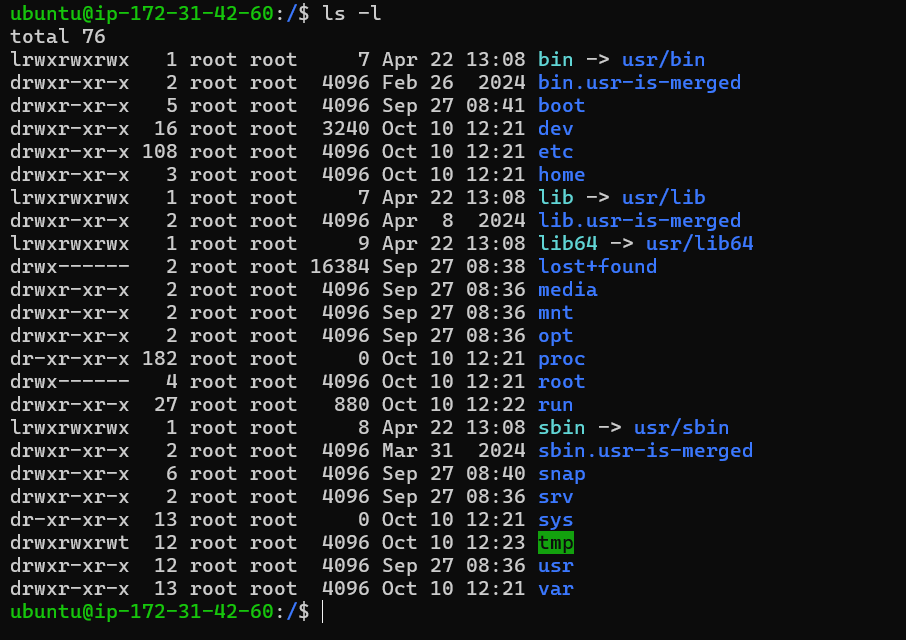 ubuntu@ip-172-31-42-60:/$ ls -l
total 76
lrwxrwxrwx   1 root root     7 Apr 22 13:08 bin -> usr/bin
drwxr-xr-x   2 root root  4096 Feb 26  2024 bin.usr-is-merged
drwxr-xr-x   5 root root  4096 Sep 27 08:41 boot
drwxr-xr-x  16 root root  3240 Oct 10 12:21 dev
drwxr-xr-x 108 root root  4096 Oct 10 12:21 etc
drwxr-xr-x   3 root root  4096 Oct 10 12:21 home
lrwxrwxrwx   1 root root     7 Apr 22 13:08 lib -> usr/lib
drwxr-xr-x   2 root root  4096 Apr  8  2024 lib.usr-is-merged
lrwxrwxrwx   1 root root     9 Apr 22 13:08 lib64 -> usr/lib64
drwx------   2 root root 16384 Sep 27 08:38 lost+found
drwxr-xr-x   2 root root  4096 Sep 27 08:36 media
drwxr-xr-x   2 root root  4096 Sep 27 08:36 mnt
drwxr-xr-x   2 root root  4096 Sep 27 08:36 opt
dr-xr-xr-x 182 root root     0 Oct 10 12:21 proc
drwx------   4 root root  4096 Oct 10 12:21 root
drwxr-xr-x  27 root root   880 Oct 10 12:22 run
lrwxrwxrwx   1 root root     8 Apr 22 13:08 sbin -> usr/sbin
drwxr-xr-x   2 root root  4096 Mar 31  2024 sbin.usr-is-merged
drwxr-xr-x   6 root root  4096 Sep 27 08:40 snap
drwxr-xr-x   2 root root  4096 Sep 27 08:36 srv
dr-xr-xr-x  13 root root     0 Oct 10 12:21 sys
drwxrwxrwt  12 root root  4096 Oct 10 12:23 tmp
drwxr-xr-x  12 root root  4096 Sep 27 08:36 usr
drwxr-xr-x  13 root root  4096 Oct 10 12:21 var
ubuntu@ip-172-31-42-60:/$